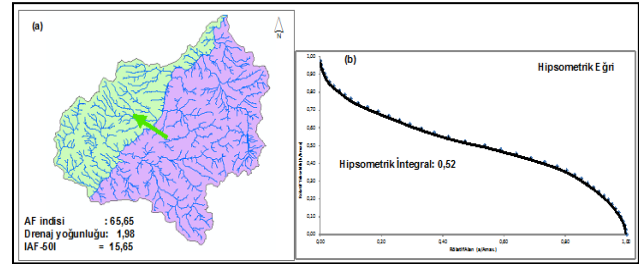 (a)
N
AF indisi : 65,65
Drenaj yoğunluğu: 1,98
IAF-50I = 15,65
(b)
Hipsometrik Eğri
Hipsometrik İntegral: 0,52
1,00
0,90
0,80
0,70
0,60
0,50
0,40
0,30
0,20
0,10
0,00
0,00 0,20 0,40 0,60 0,80 1,00